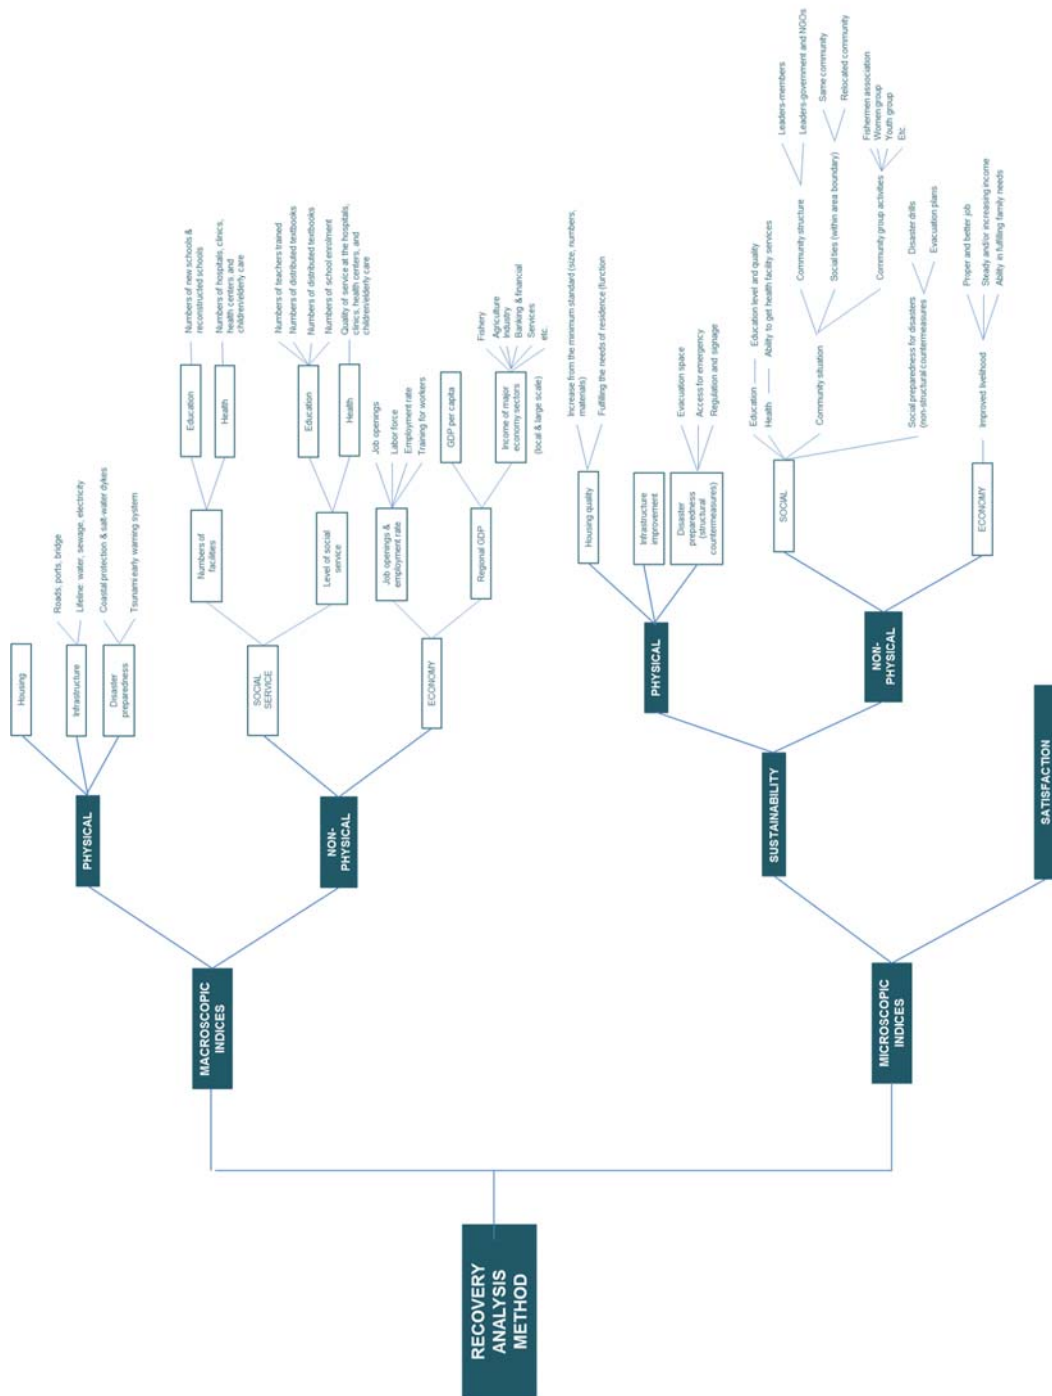 RECOVERY
ANALYSIS
METHOD
MACROSCOPIC
INDICES
PHYSICAL
Housing
Infrastructure
Roads, ports, bridge
Lifeline: water, sewage, electricity
Disaster
preparedness
Coastal protection & salt-water dykes
Tsunami early warning system
NON-
PHYSICAL
SOCIAL
SERVICE
Numbers of
facilities
Education
Numbers of new schools &
reconstructed schools
Health
Numbers of hospitals, clinics,
health centers, and
children/elderly care
Level of social
service
Education
Numbers of teachers trained
Numbers of distributed textbooks
Numbers of distributed textbooks
Numbers of school enrolment
Health
Quality of service at the hospitals,
clinics, health centers, and
children/elderly care
ECONOMY
Job openings &
employment rate
Job openings
Labor force
Employment rate
Training for workers
Regional GDP
GDP per capita
Income of major
economy sectors
(local & large scale)
Fishery
Agriculture
Industry
Banking & financial
Services
etc.
MICROSCOPIC
INDICES
SUSTAINABILITY
PHYSICAL
Housing quality
Increase from the minimum standard (size, numbers,
materials)
Fulfilling the needs of residence (function
Infrastructure
improvement
Disaster
preparedness
(structural
countermeasures)
Evacuation space
Access for emergency
Regulation and signage
NON-
PHYSICAL
SOCIAL
Education
Education level and quality
Health
Ability to get health facility services
Community situation
Community structure
Leaders-members
Leaders-government and NGOs
Social ties (within area boundary)
Same community
Relocated community
Community group activities
Fishermen association
Women group
Youth group
Etc.
Social preparedness for disasters
(non-structural countermeasures)
Disaster drills
Evacuation plans
ECONOMY
Improved livelihood
Proper and better job
Steady and/or increasing income
Ability in fulfilling family needs
SATISFACTION